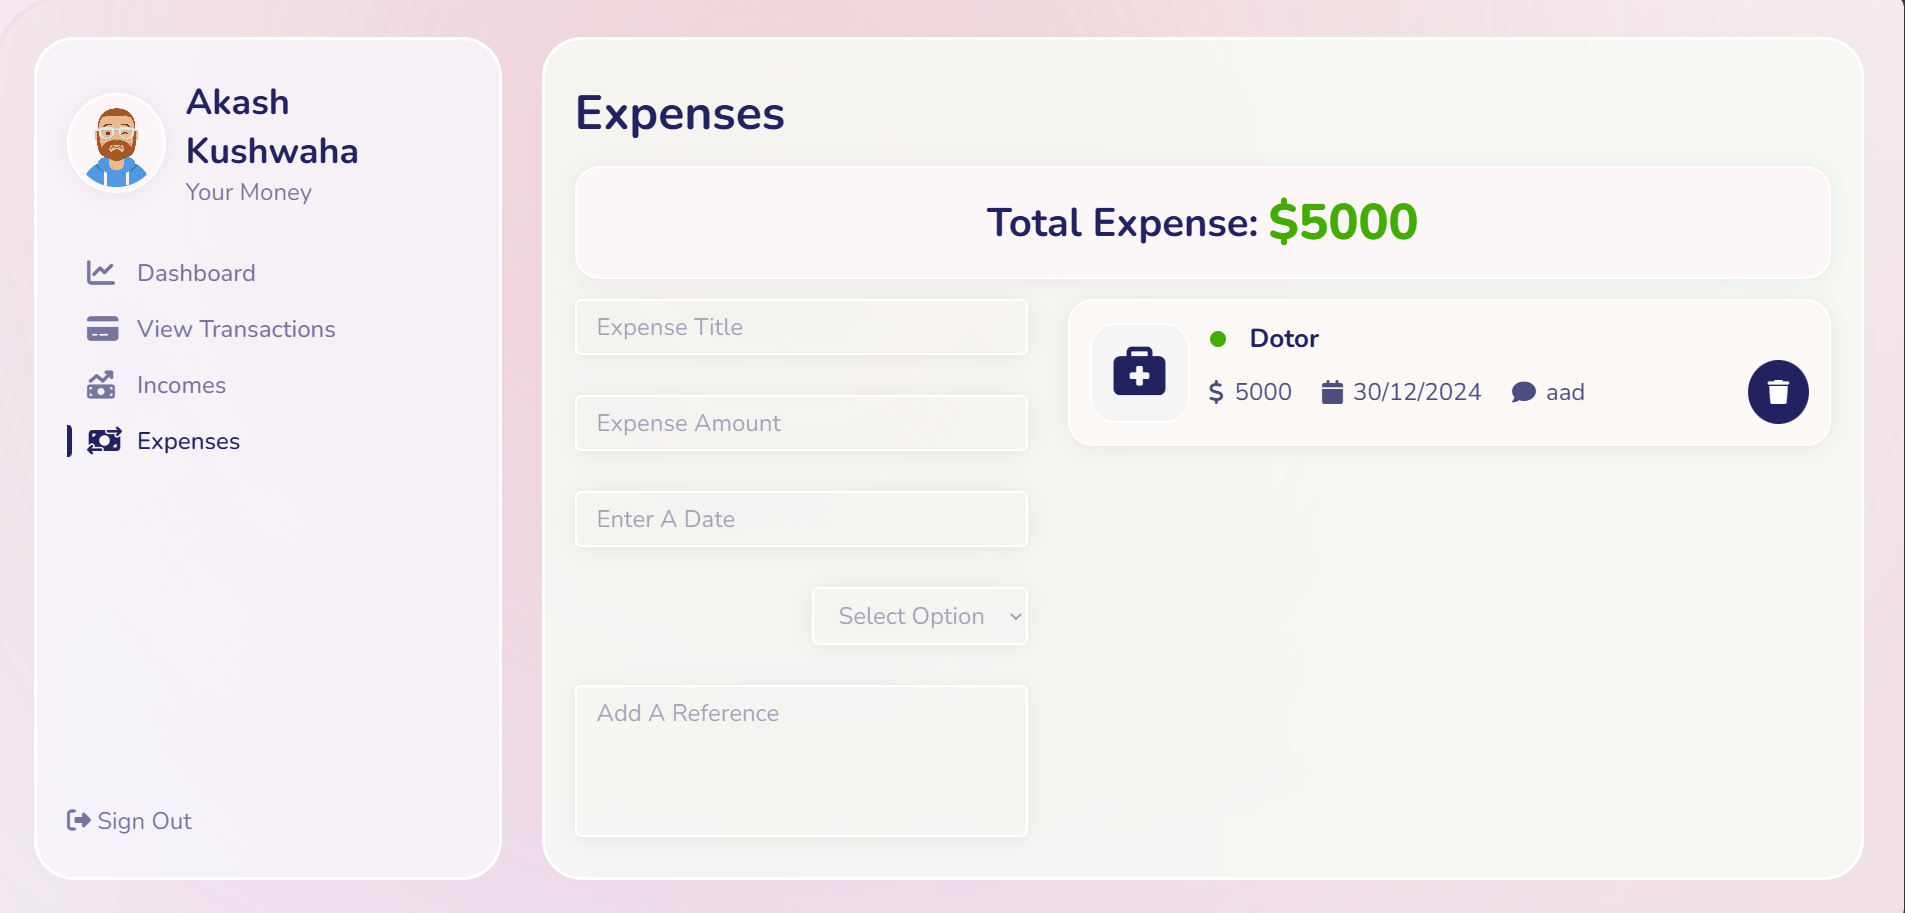 Akash
Kushwaha
Your Money
Dashboard
View Transactions
Incomes
Expenses
Sign Out
Expenses
Total Expense: $5000
Expense Title
Expense Amount
Enter A Date
Select Option
Add A Reference
Dotor
$ 5000 30/12/2024 aad